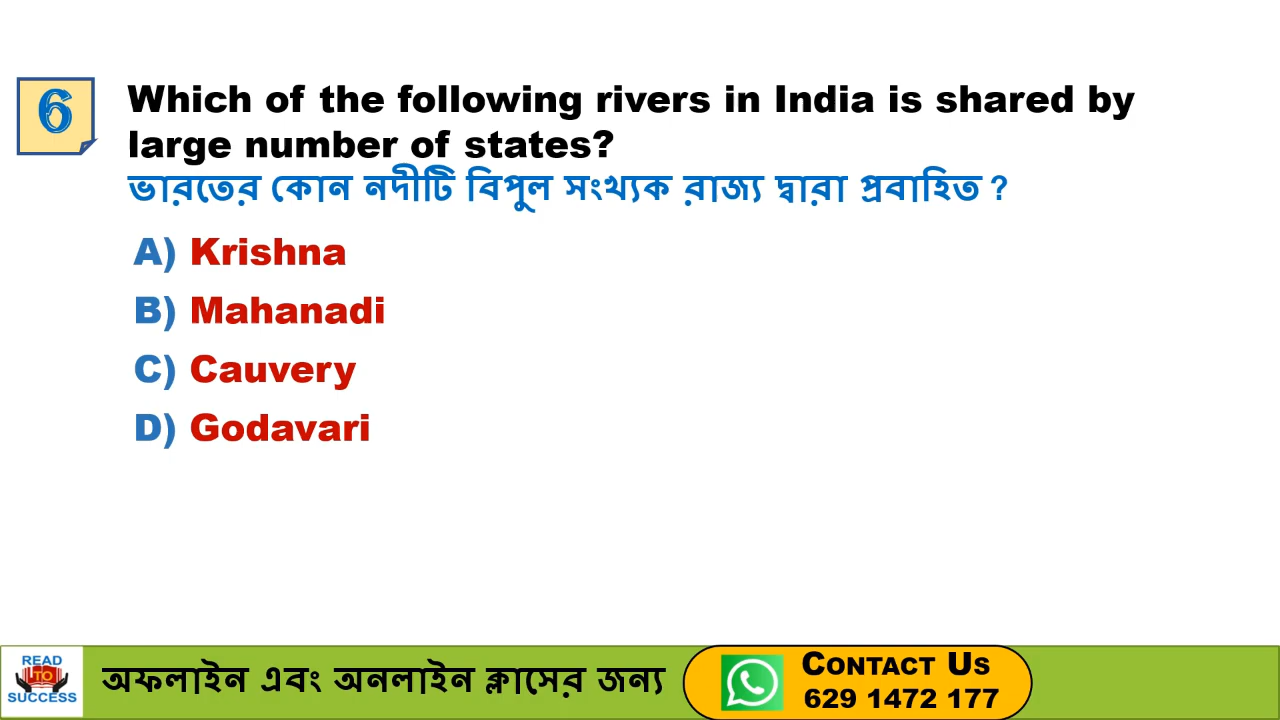 6
Which of the following rivers in India is shared by
large number of states?
ভারতের কোন নদীটি বিপুল সংখ্যক রাজ্য দ্বারা প্রবাহিত ?
A) Krishna
B) Mahanadi
C) Cauvery
D) Godavari
READ
TO
SUCCESS
অফলাইন এবং অনলাইন ক্লাসের জন্য
CONTACT US
629 1472 177